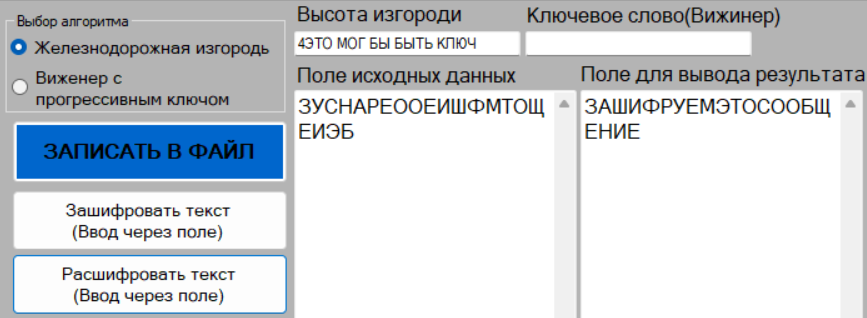 Выбор алгоритма
Железнодорожная изгородь
Виженер с
прогрессивным ключом
ЗАПИСАТЬ В ФАЙЛ
Зашифровать текст
(Ввод через поле)
Расшифровать текст
(Ввод через поле)
Высота изгороди
4ЭТО МОГ БЫ БЫТЬ КЛЮЧ
Поле исходных данных
ЗУСНАРЕООЕИШФМТОЩ
ЕИЭБ
Ключевое слово(Вижинер)
Поле для вывода результата
ЗАШИФРУЕМЭТОСООБЩ
ЕНИЕ